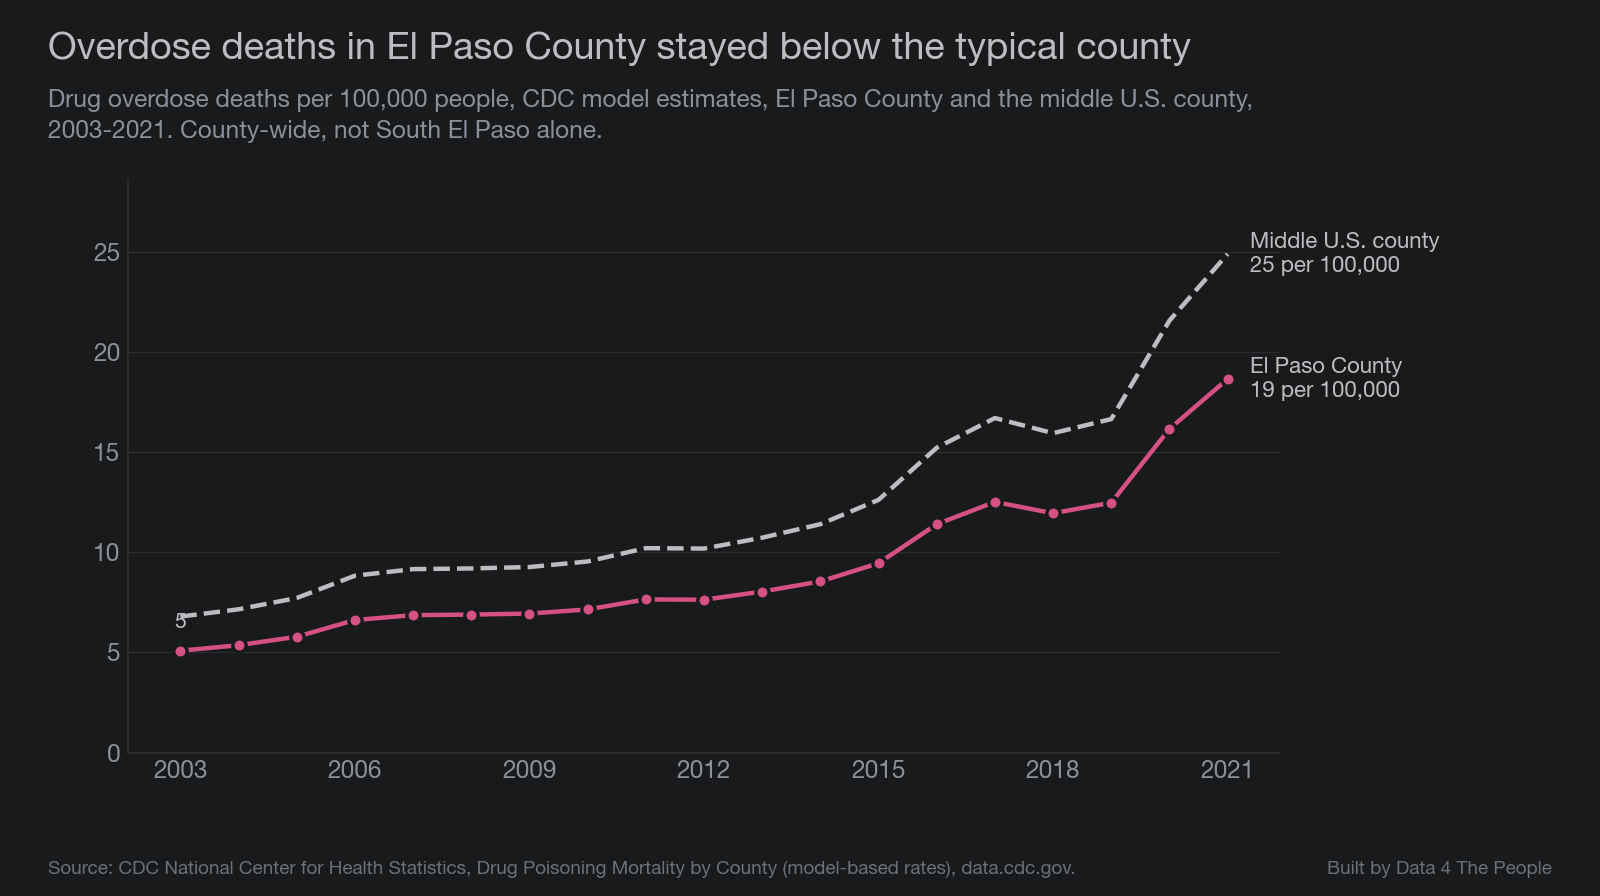 Overdose deaths in El Paso County stayed below the typical county
Drug overdose deaths per 100,000 people, CDC model estimates, El Paso County and the middle U.S. county,
2003-2021. County-wide, not South El Paso alone.
25
20
15
10
5
0
5
Middle U.S. county
25 per 100,000
El Paso County
19 per 100,000
2003 2006 2009 2012 2015 2018 2021
Source: CDC National Center for Health Statistics, Drug Poisoning Mortality by County (model-based rates), data.cdc.gov.
Built by Data 4 The People